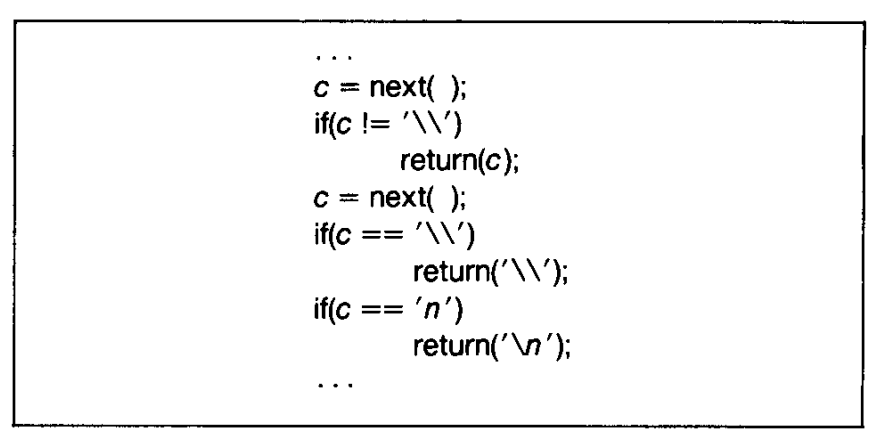 . . .
c = next( );
if(c != '\\')
return(c);
c = next( );
if(c == '\\')
return('\\');
if(c == 'n')
return('\n');
. . .